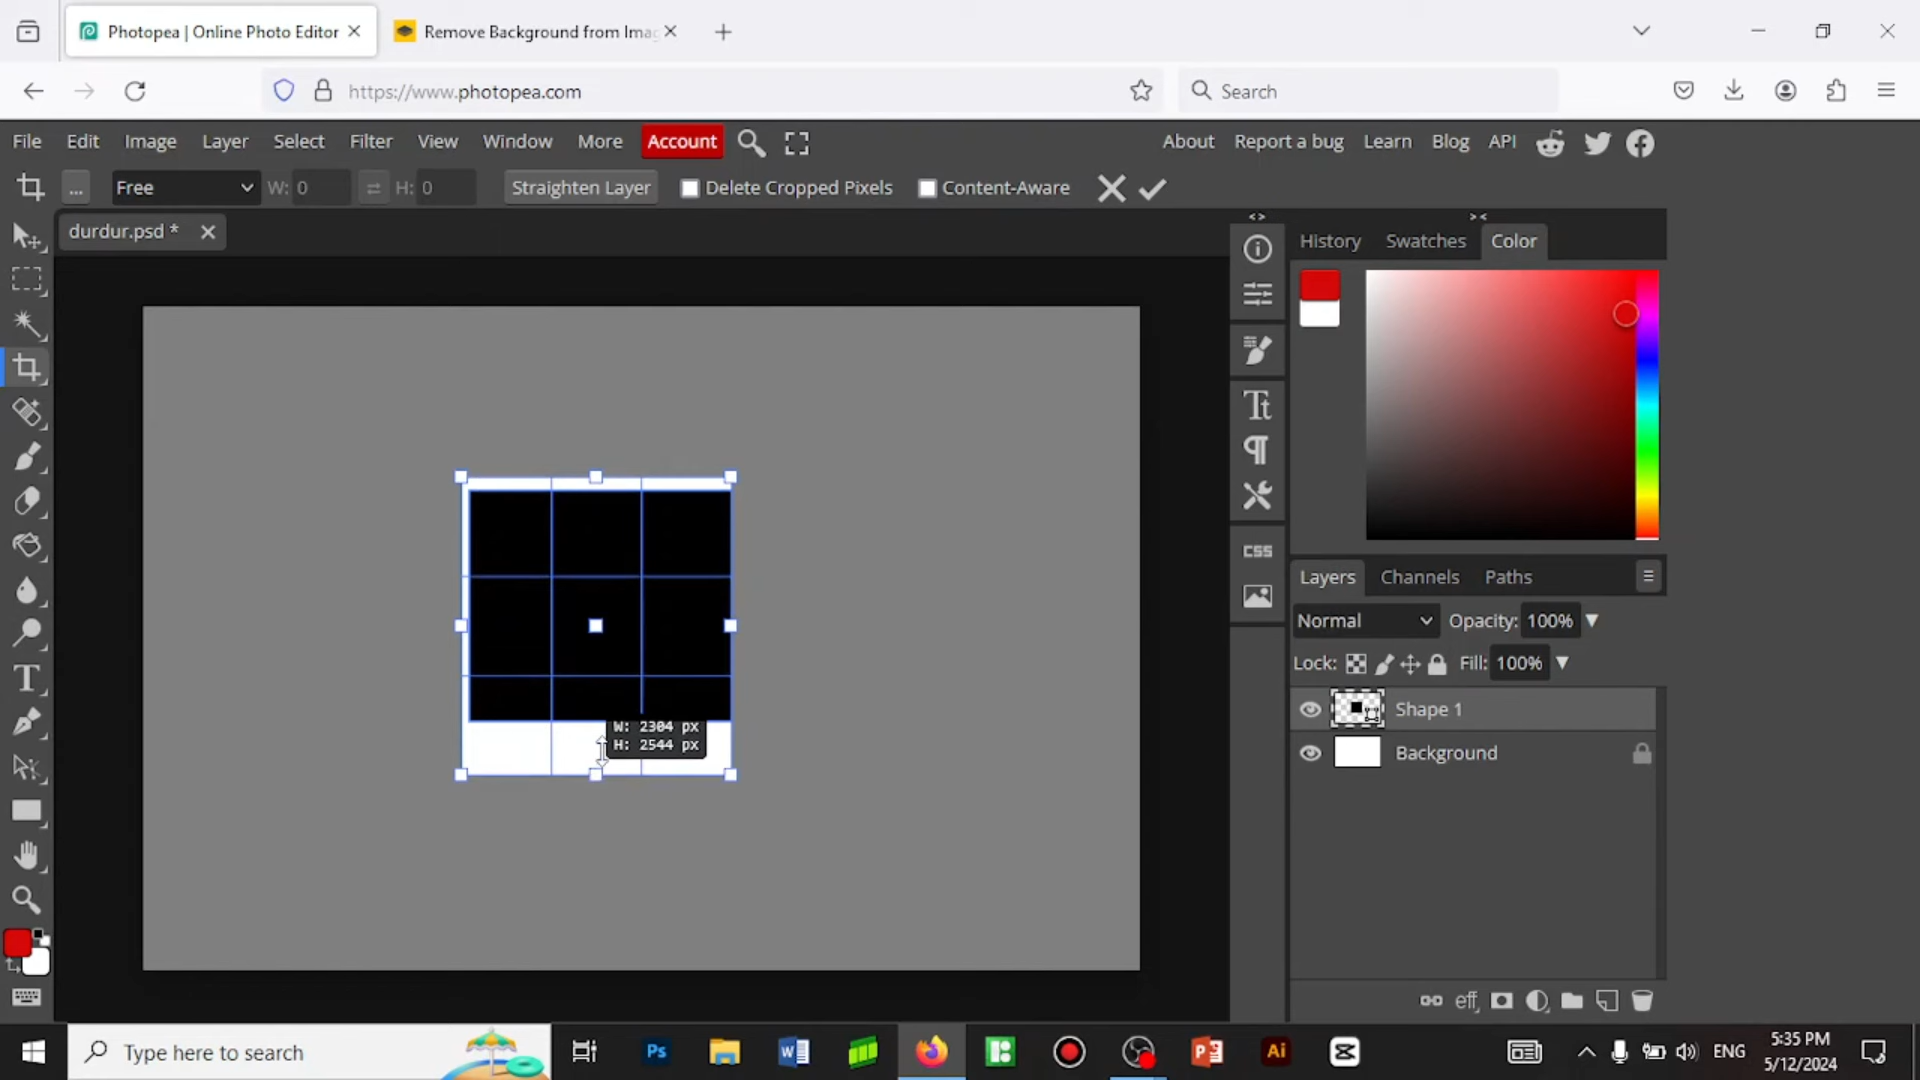 Photopea | Online Photo Editor
Remove Background from Imag
https://www.photopea.com
Search
File Edit Image Layer Select Filter View Window More Account
About Report a bug Learn Blog API
... Free W: 0 H: 0 Straighten Layer Delete Cropped Pixels Content-Aware
durdur.psd *
History Swatches Color
CSS
W: 2304 px
H: 2544 px
Layers Channels Paths
Normal Opacity: 100%
Lock: Fill: 100%
Shape 1
Background
eff
Type here to search
Ps
Ai
ENG
5:35 PM
5/12/2024